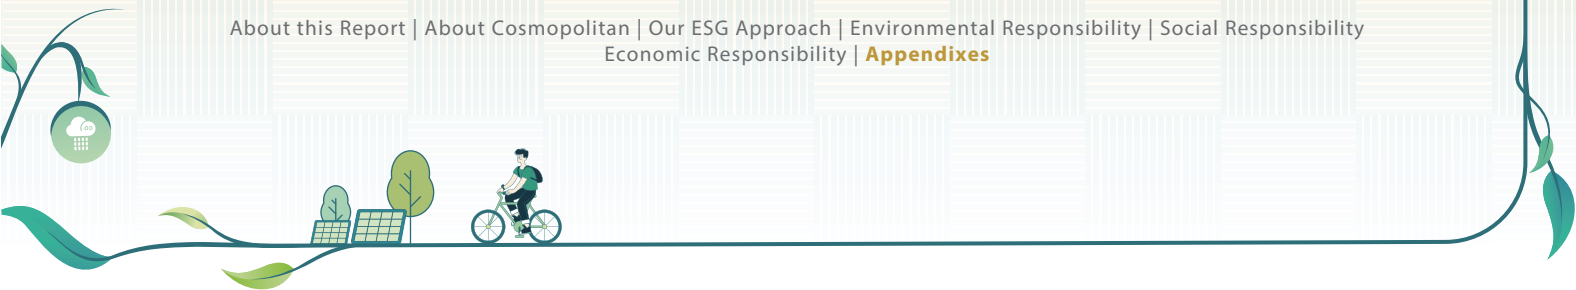 About this Report | About Cosmopolitan | Our ESG Approach | Environmental Responsibility | Social Responsibility
Economic Responsibility | Appendixes